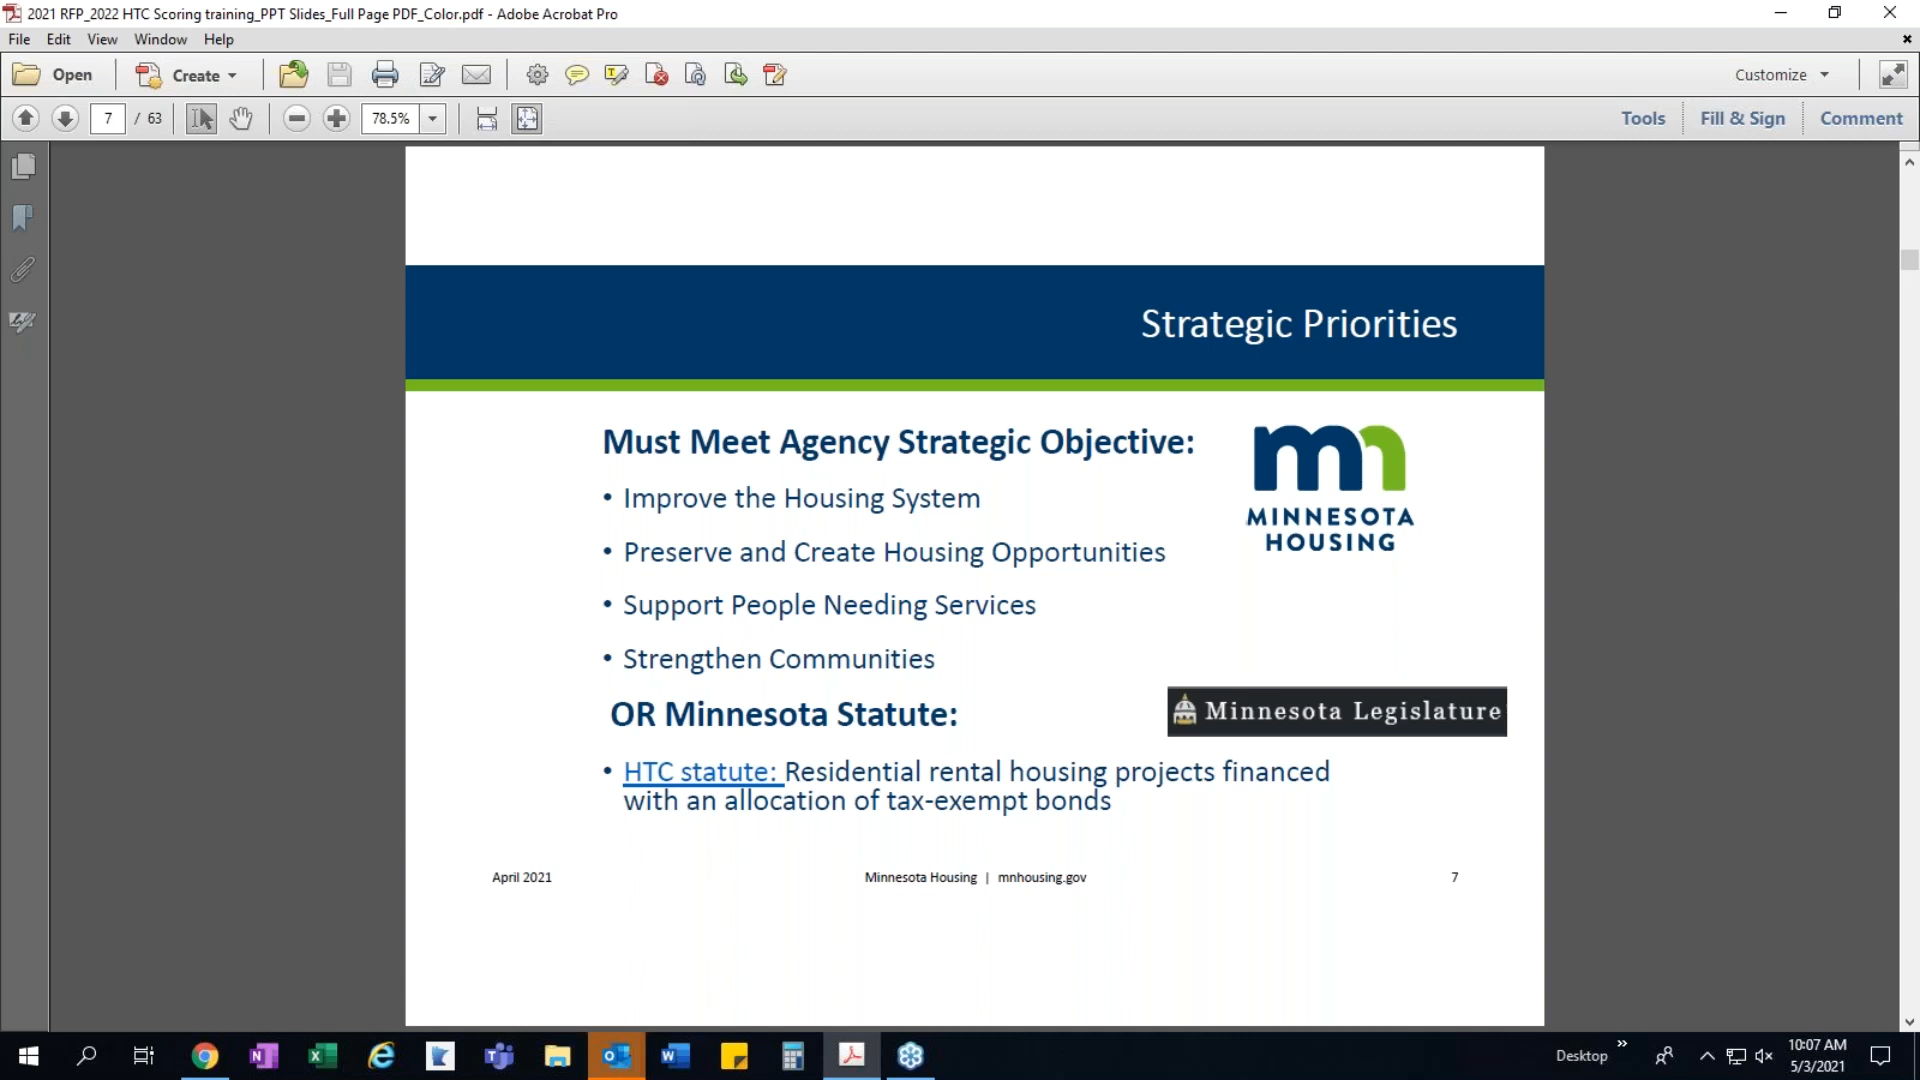 2021 RFP_2022 HTC Scoring training_PPT Slides_Full Page PDF_Color.pdf - Adobe Acrobat Pro
File Edit View Window Help
Open Create Customize
7 / 63 78.5% Tools Fill & Sign Comment
Strategic Priorities
Must Meet Agency Strategic Objective:
• Improve the Housing System
• Preserve and Create Housing Opportunities
• Support People Needing Services
• Strengthen Communities
mn
MINNESOTA
HOUSING
OR Minnesota Statute:
Minnesota Legislature
• HTC statute: Residential rental housing projects financed
with an allocation of tax-exempt bonds
April 2021 Minnesota Housing | mnhousing.gov 7
Desktop
10:07 AM
5/3/2021